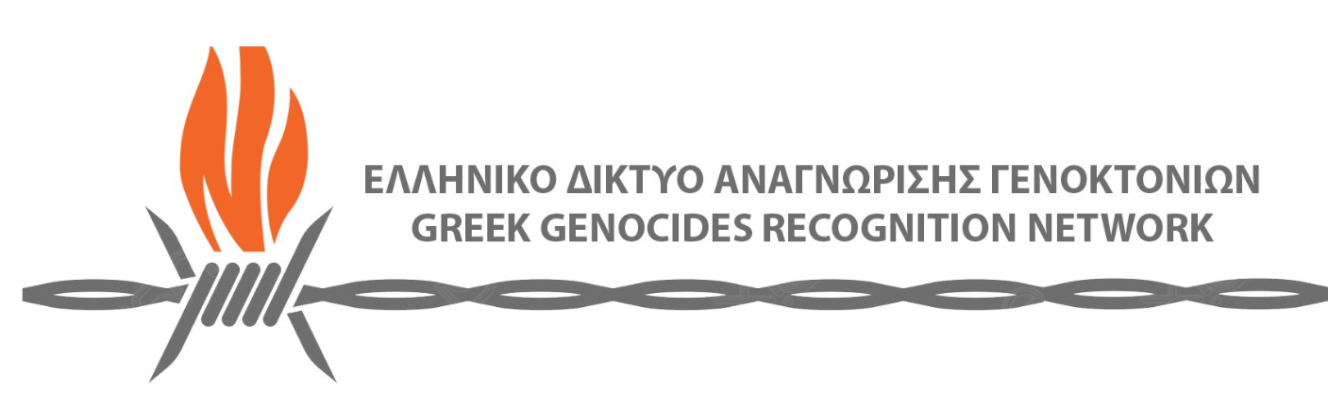 ΕΛΛΗΝΙΚΟ ΔΙΚΤΥΟ ΑΝΑΓΝΩΡΙΣΗΣ ΓΕΝΟΚΤΟΝΙΩΝ
GREEK GENOCIDES RECOGNITION NETWORK